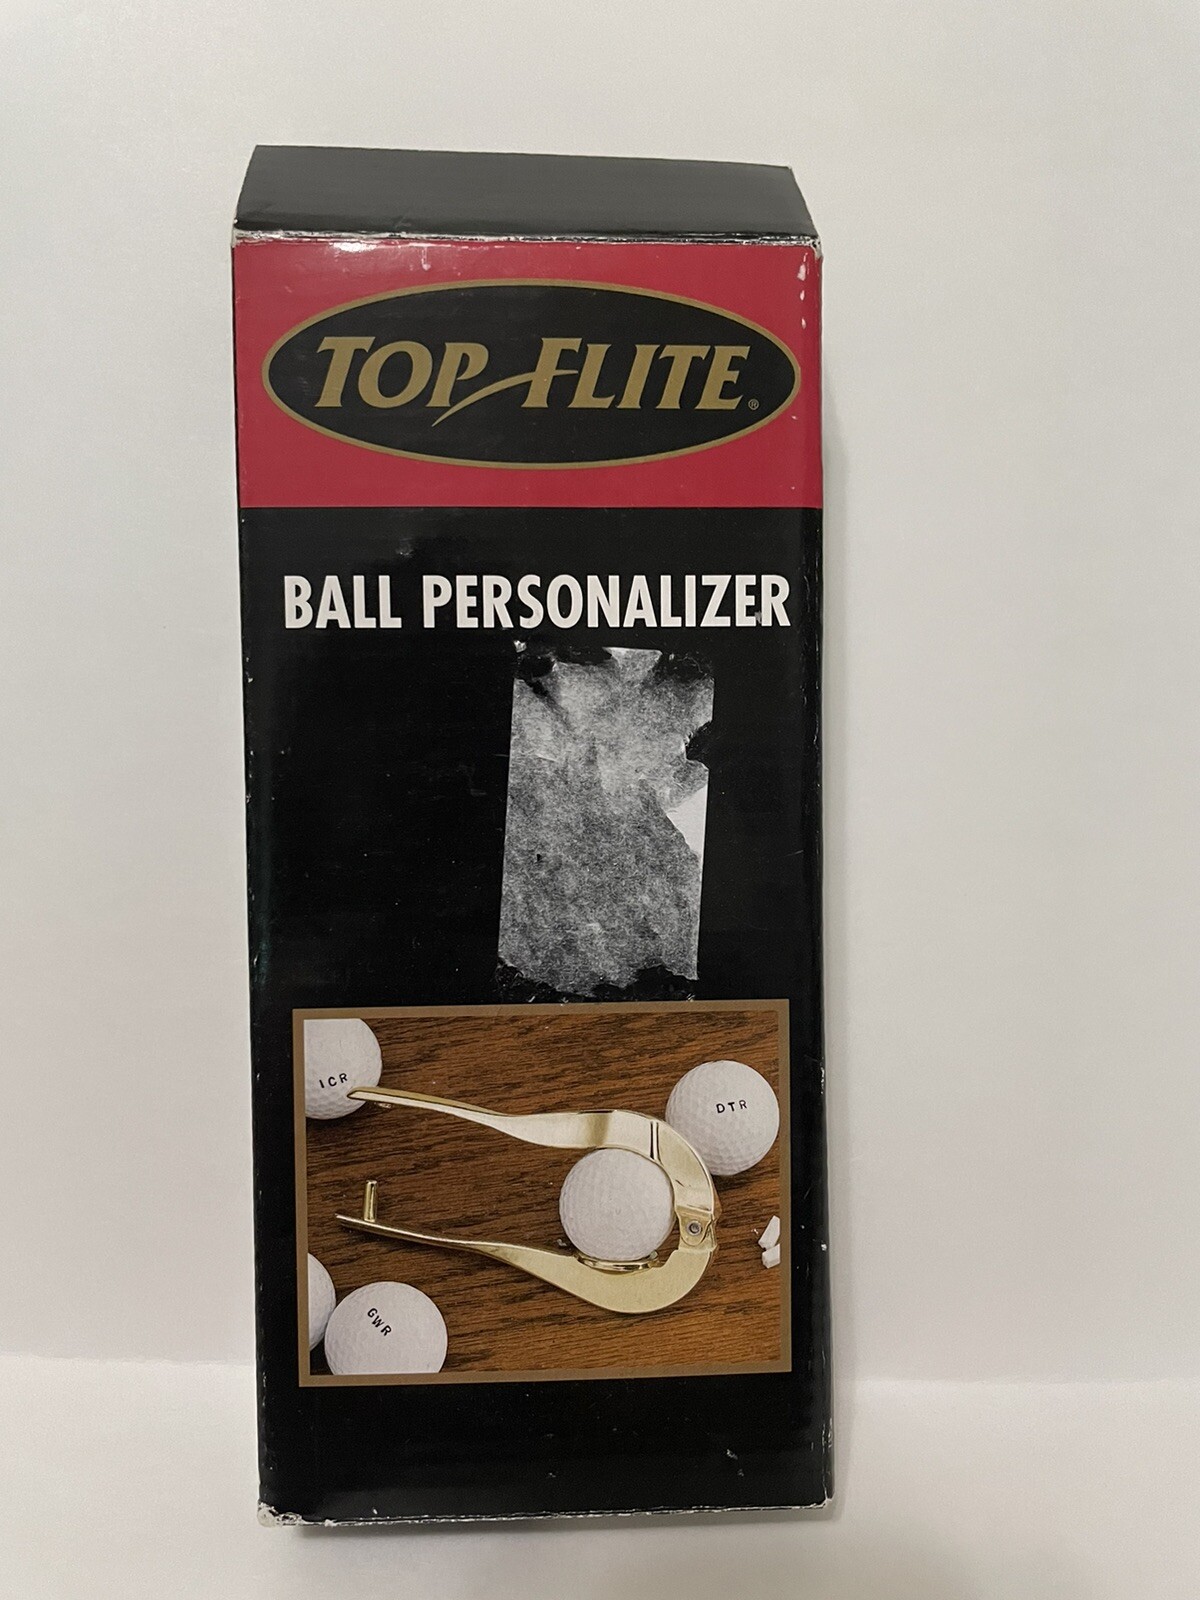 TOP FLITE®
BALL PERSONALIZER
ICR
DTR
GWR